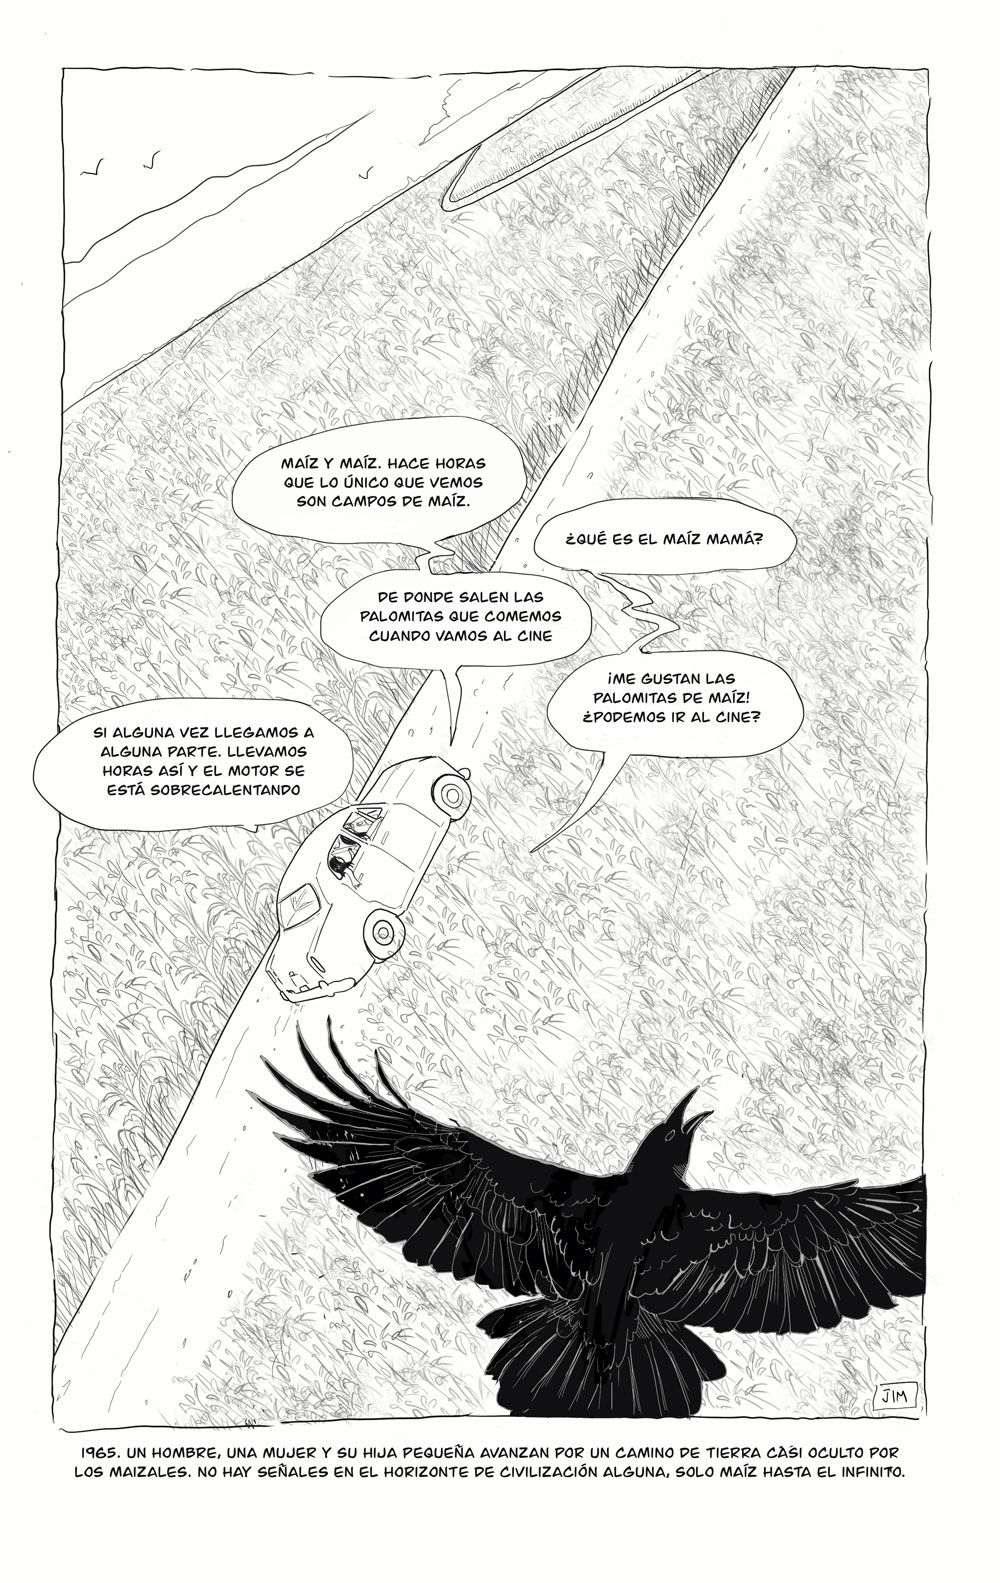 MAÍZ Y MAÍZ. HACE HORAS
QUE LO ÚNICO QUE VEMOS
SON CAMPOS DE MAÍZ.
¿QUÉ ES EL MAÍZ MAMÁ?
DE DONDE SALEN LAS
PALOMITAS QUE COMEMOS
CUANDO VAMOS AL CINE
¡ME GUSTAN LAS
PALOMITAS DE MAÍZ!
¿PODEMOS IR AL CINE?
SI ALGUNA VEZ LLEGAMOS A
ALGUNA PARTE. LLEVAMOS
HORAS ASÍ Y EL MOTOR SE
ESTÁ SOBRECALENTANDO
JIM
1965. UN HOMBRE, UNA MUJER Y SU HIJA PEQUEÑA AVANZAN POR UN CAMINO DE TIERRA CASI OCULTO POR
LOS MAIZALES. NO HAY SEÑALES EN EL HORIZONTE DE CIVILIZACIÓN ALGUNA, SOLO MAÍZ HASTA EL INFINITO.